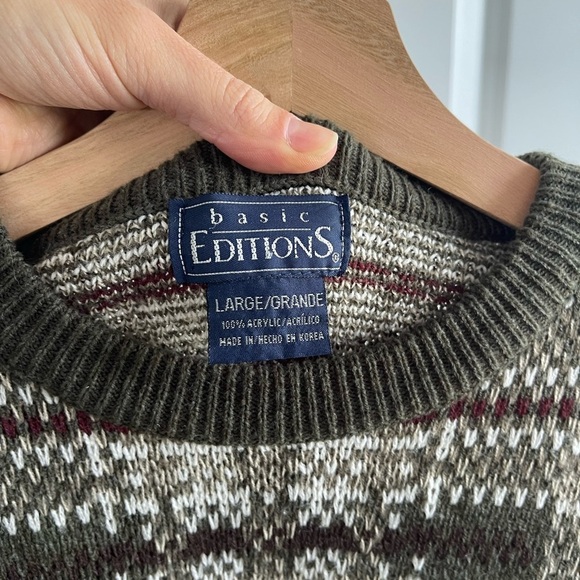 basic
EDITIONS®
LARGE/GRANDE
100% ACRYLIC/ACRÍLICO
MADE IN/HECHO EN KOREA